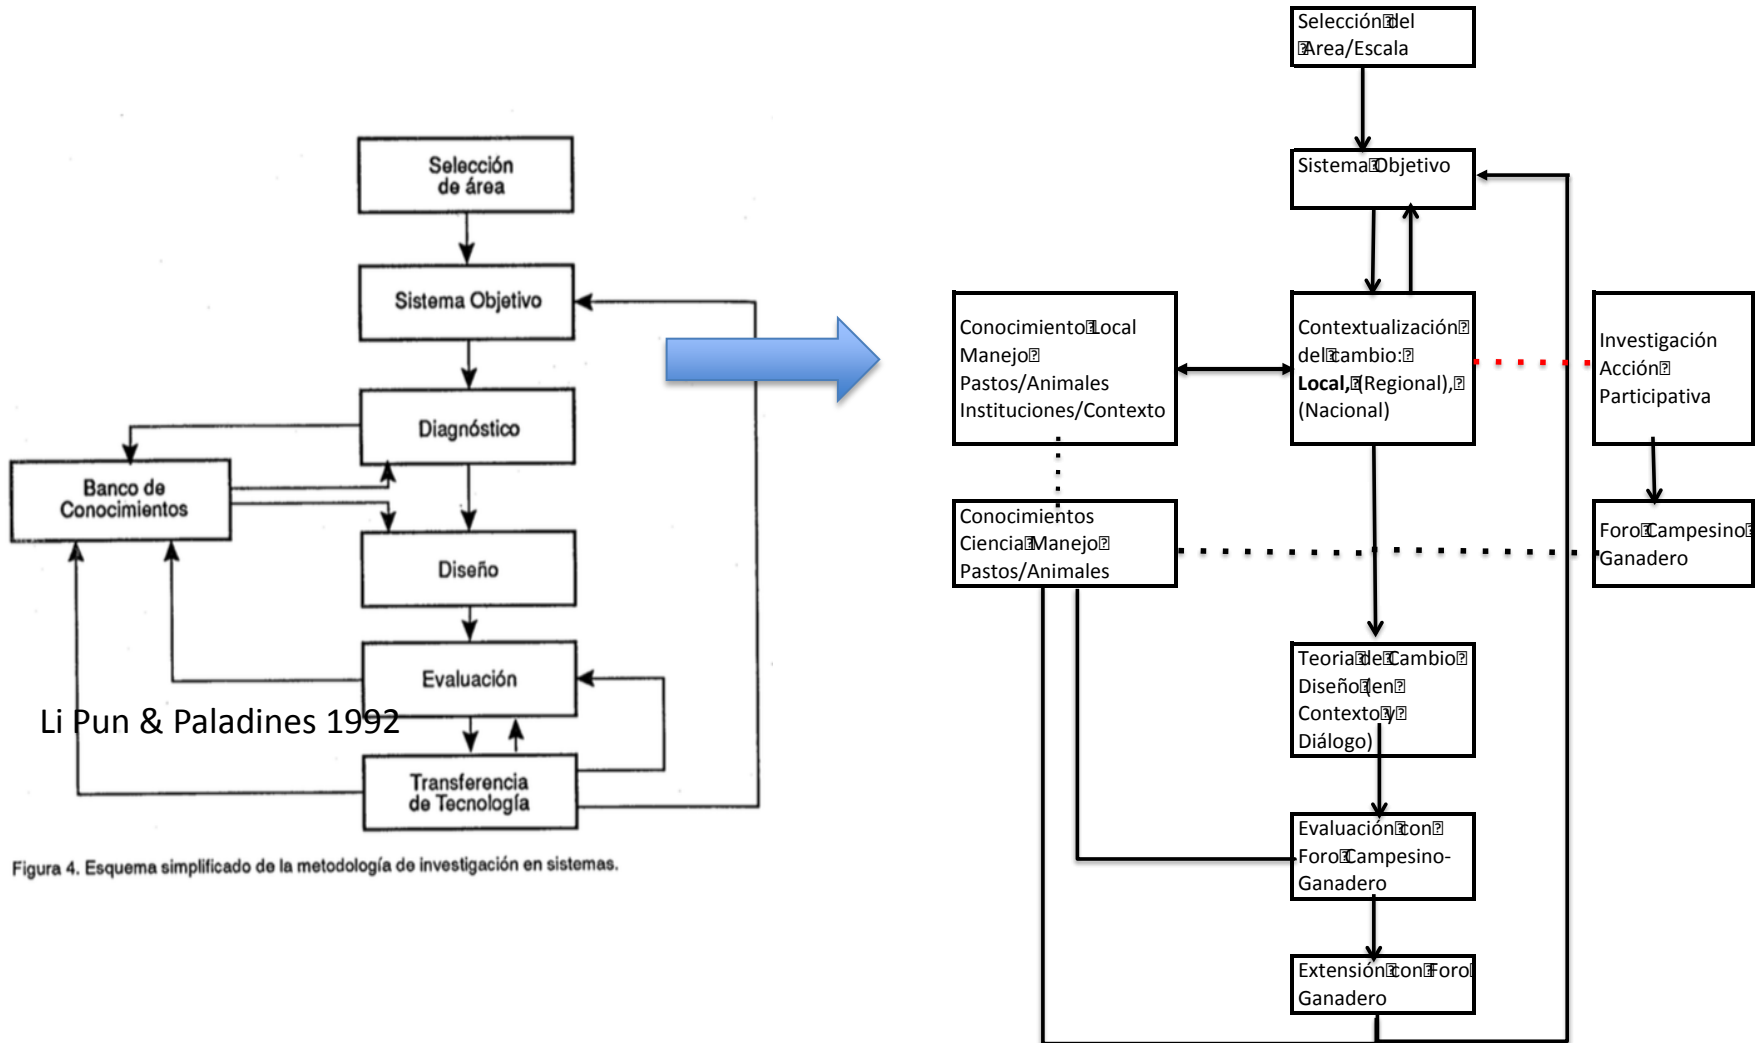 Selección
de área
Sistema Objetivo
Diagnóstico
Banco de
Conocimientos
Diseño
Evaluación
Li Pun & Paladines 1992
Transferencia
de Tecnología
Figura 4. Esquema simplificado de la metodología de investigación en sistemas.
Selección del
Area/Escala
Sistema Objetivo
Conocimiento Local
Manejo
Pastos/Animales
Instituciones/Contexto
Contextualización
del cambio:
Local, (Regional),
(Nacional)
Investigación
Acción
Participativa
Conocimientos
Ciencia Manejo
Pastos/Animales
Foro Campesino
Ganadero
Teoria de Cambio
Diseño (en
Contexto y
Diálogo)
Evaluación con
Foro Campesino-
Ganadero
Extensión con Foro
Ganadero